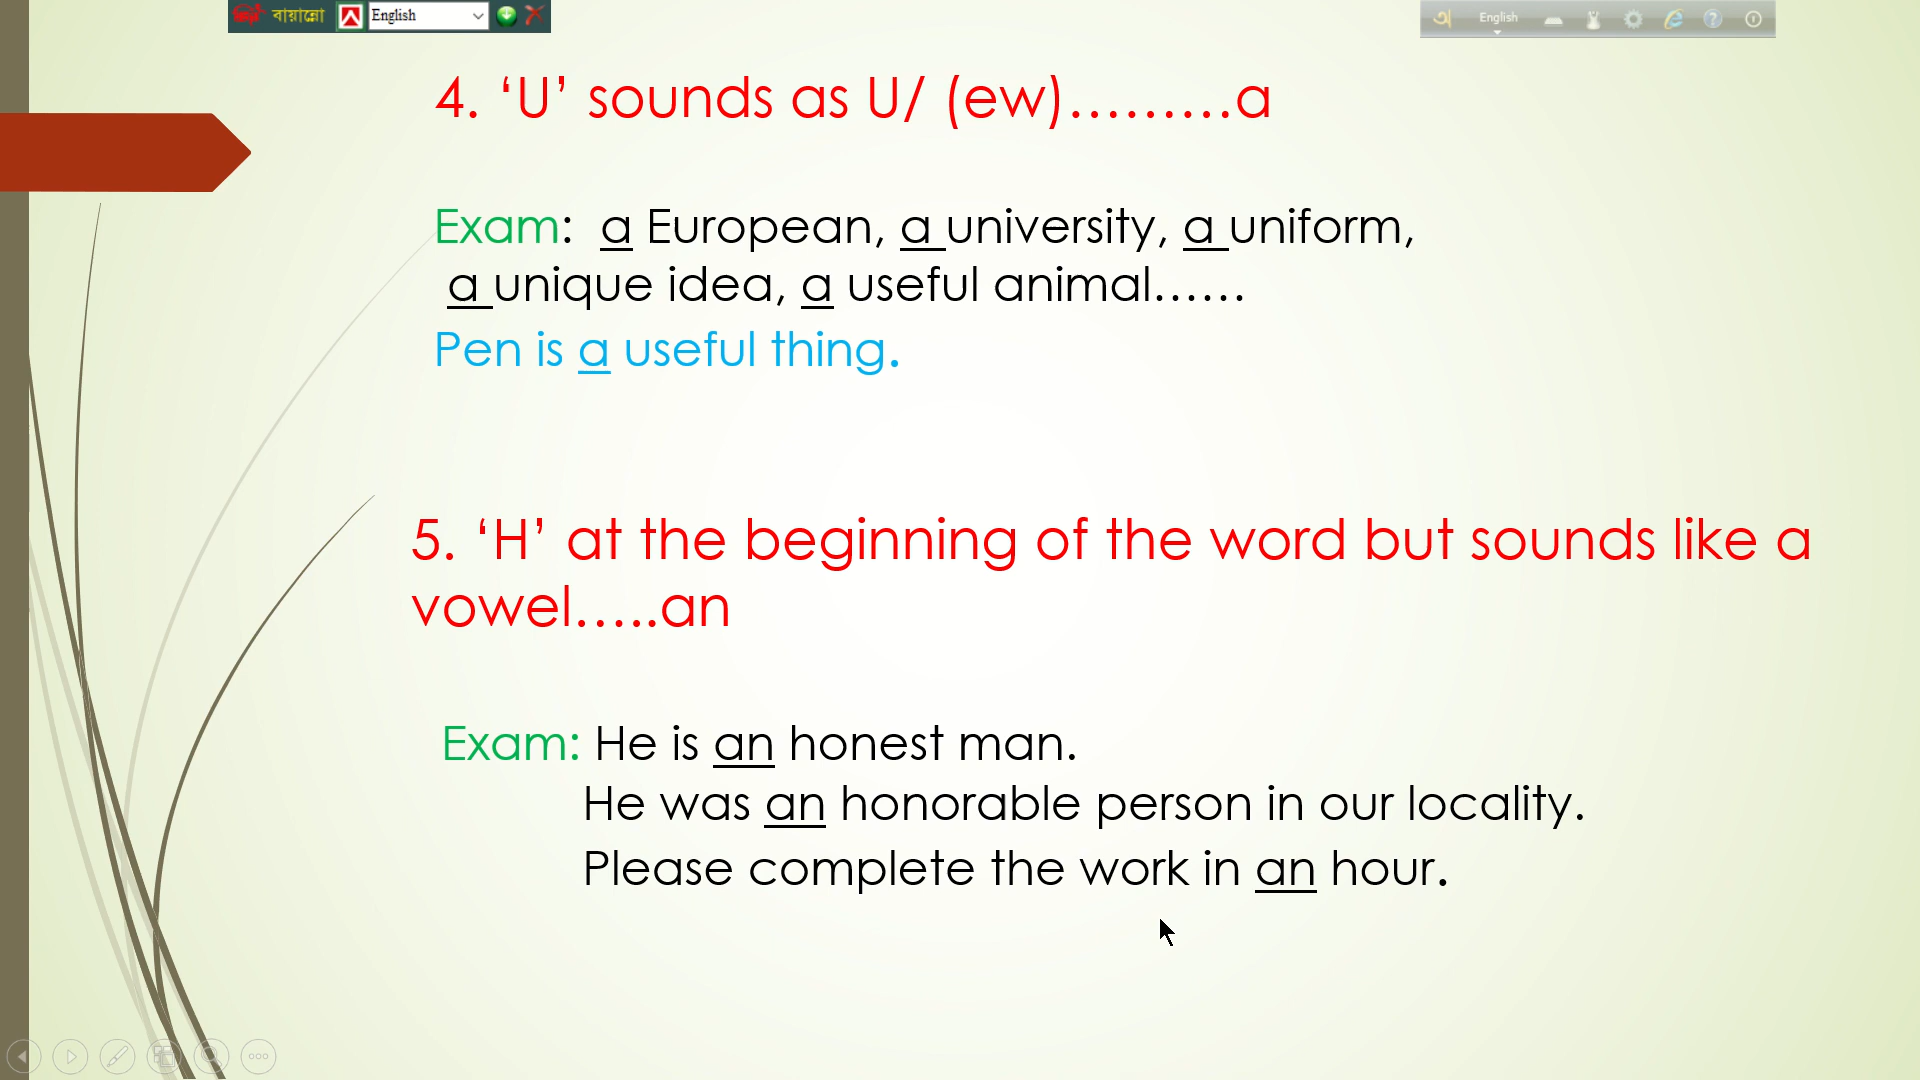 বায়ান্নো English
অ English
4. ‘U’ sounds as U/ (ew)………a
Exam: a European, a university, a uniform,
a unique idea, a useful animal……
Pen is a useful thing.
5. ‘H’ at the beginning of the word but sounds like a
vowel…..an
Exam: He is an honest man.
He was an honorable person in our locality.
Please complete the work in an hour.